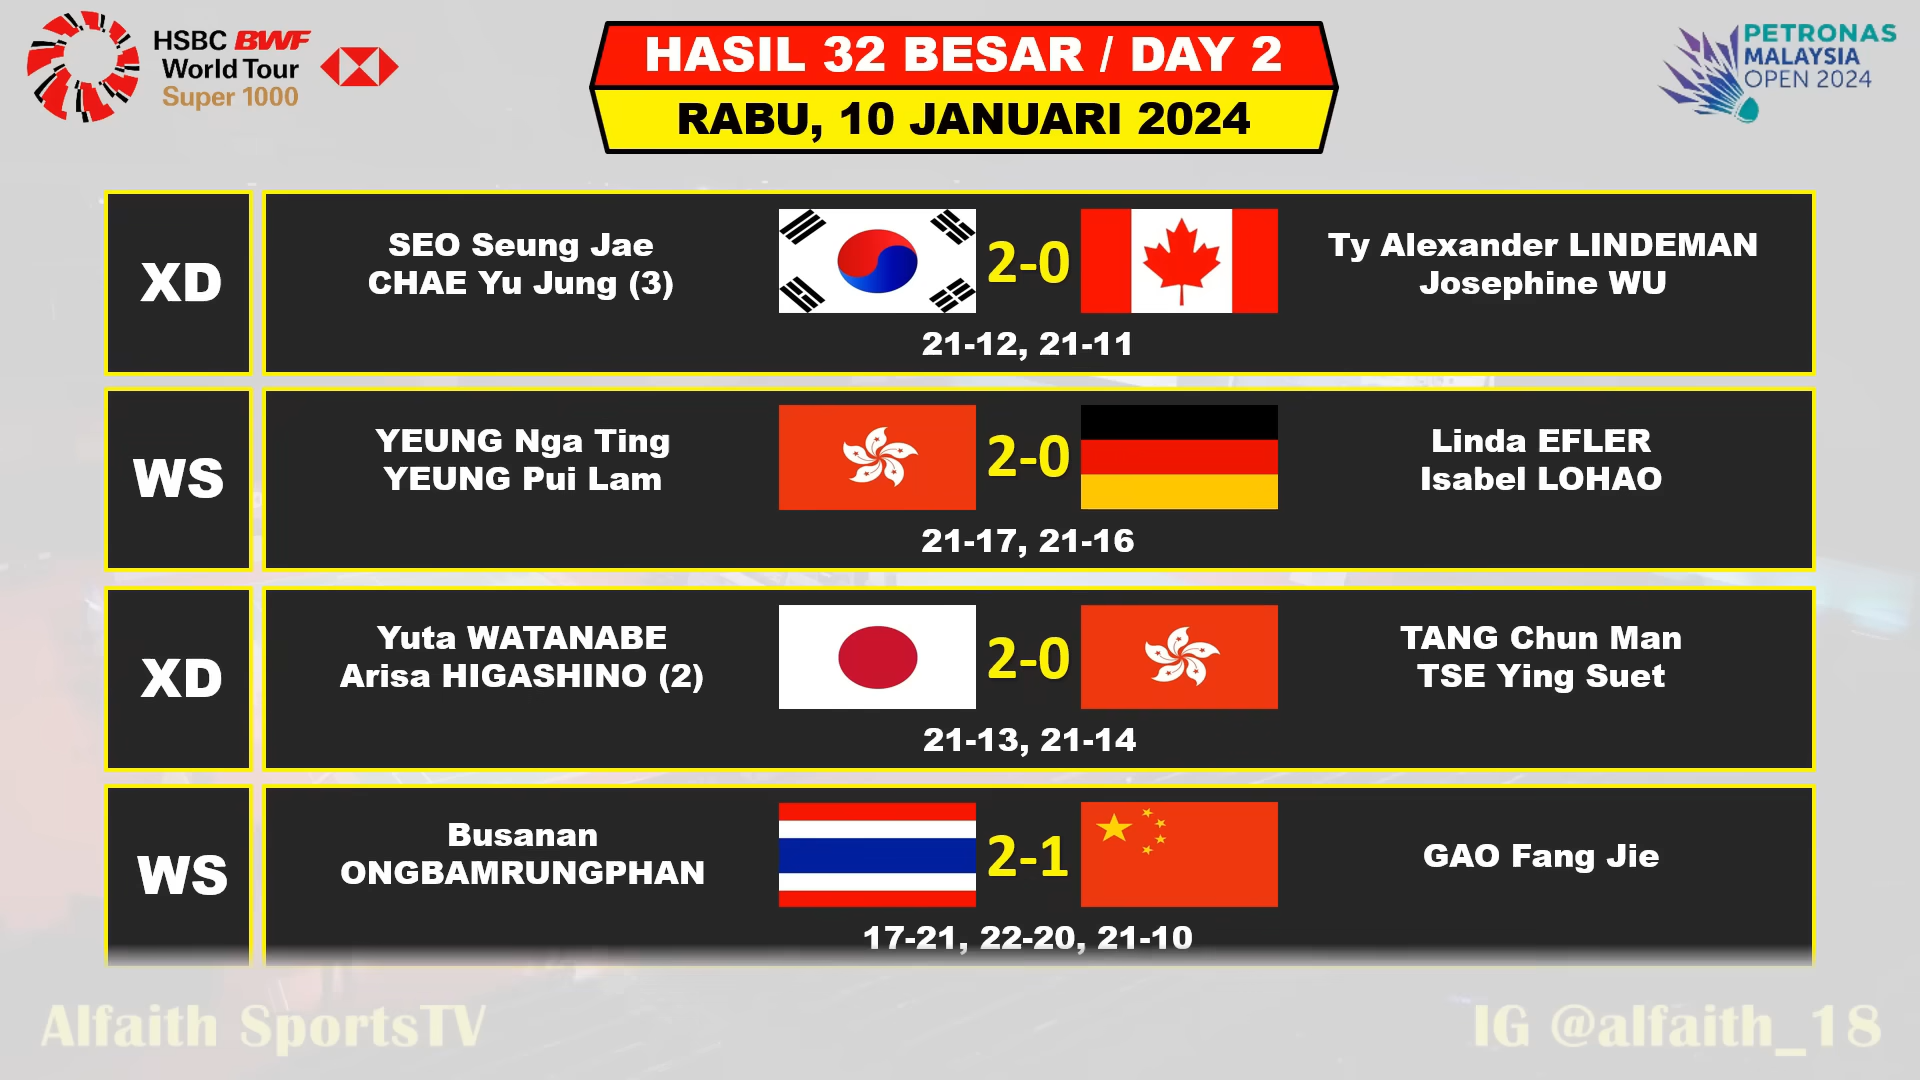 HSBC BWF
World Tour
Super 1000
HASIL 32 BESAR / DAY 2
RABU, 10 JANUARI 2024
PETRONAS
MALAYSIA
OPEN 2024
XD
SEO Seung Jae
CHAE Yu Jung (3)
2-0
Ty Alexander LINDEMAN
Josephine WU
21-12, 21-11
WS
YEUNG Nga Ting
YEUNG Pui Lam
2-0
Linda EFLER
Isabel LOHAO
21-17, 21-16
XD
Yuta WATANABE
Arisa HIGASHINO (2)
2-0
TANG Chun Man
TSE Ying Suet
21-13, 21-14
WS
Busanan
ONGBAMRUNGPHAN
2-1
GAO Fang Jie
17-21, 22-20, 21-10
Alfaith SportsTV
IG @alfaith_18